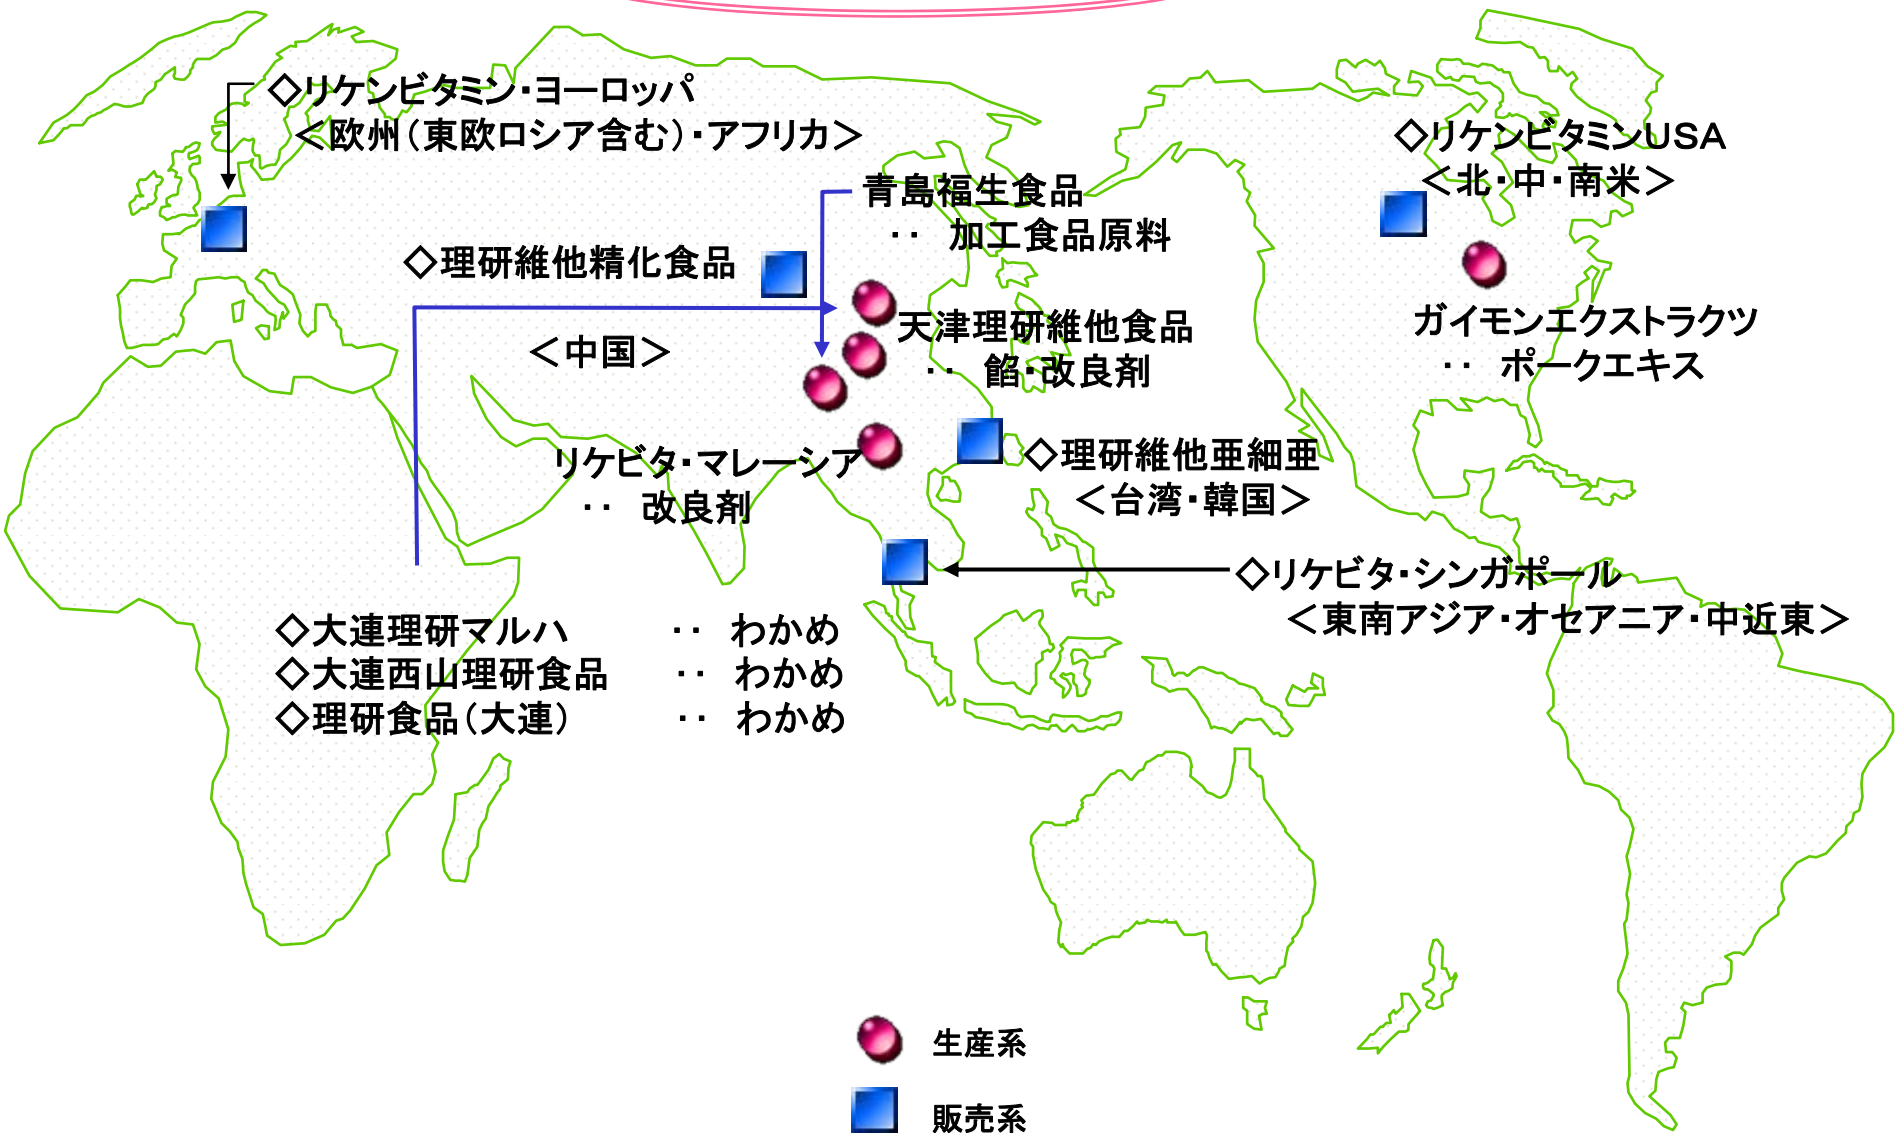 ◇リケンビタミン・ヨーロッパ
＜欧州（東欧ロシア含む）・アフリカ＞
◇リケンビタミンＵＳＡ
＜北・中・南米＞
青島福生食品
‥　加工食品原料
◇理研維他精化食品
＜中国＞
天津理研維他食品
‥　餡・改良剤
ガイモンエクストラクツ
‥　ポークエキス
リケビタ・マレーシア
‥　改良剤
◇理研維他亜細亜
＜台湾・韓国＞
◇リケビタ・シンガポール
＜東南アジア・オセアニア・中近東＞
◇大連理研マルハ　　　‥　わかめ
◇大連西山理研食品　　‥　わかめ
◇理研食品（大連）　　　‥　わかめ
生産系
販売系